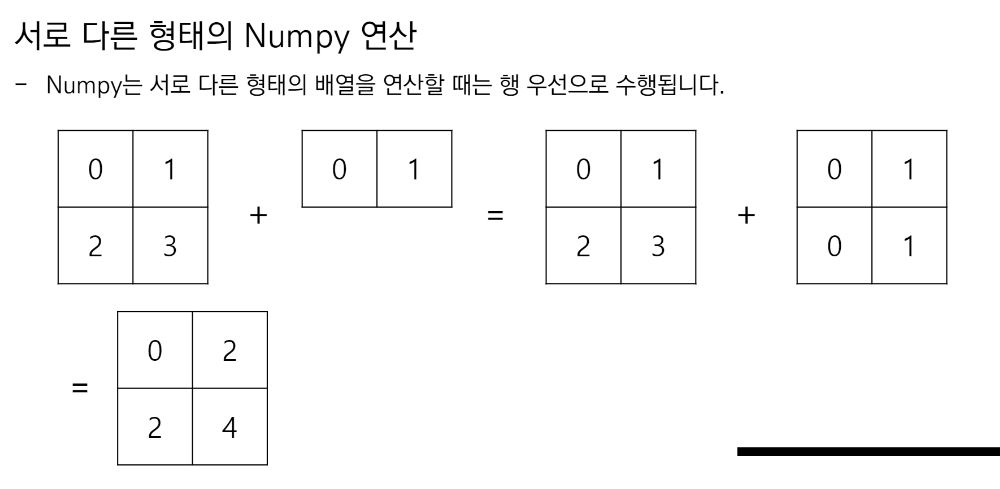 서로 다른 형태의 Numpy 연산
- Numpy는 서로 다른 형태의 배열을 연산할 때는 행 우선으로 수행됩니다.
0 1 0 1 0 1 0 1
+ = +
2 3 2 3 0 1
0 2
=
2 4